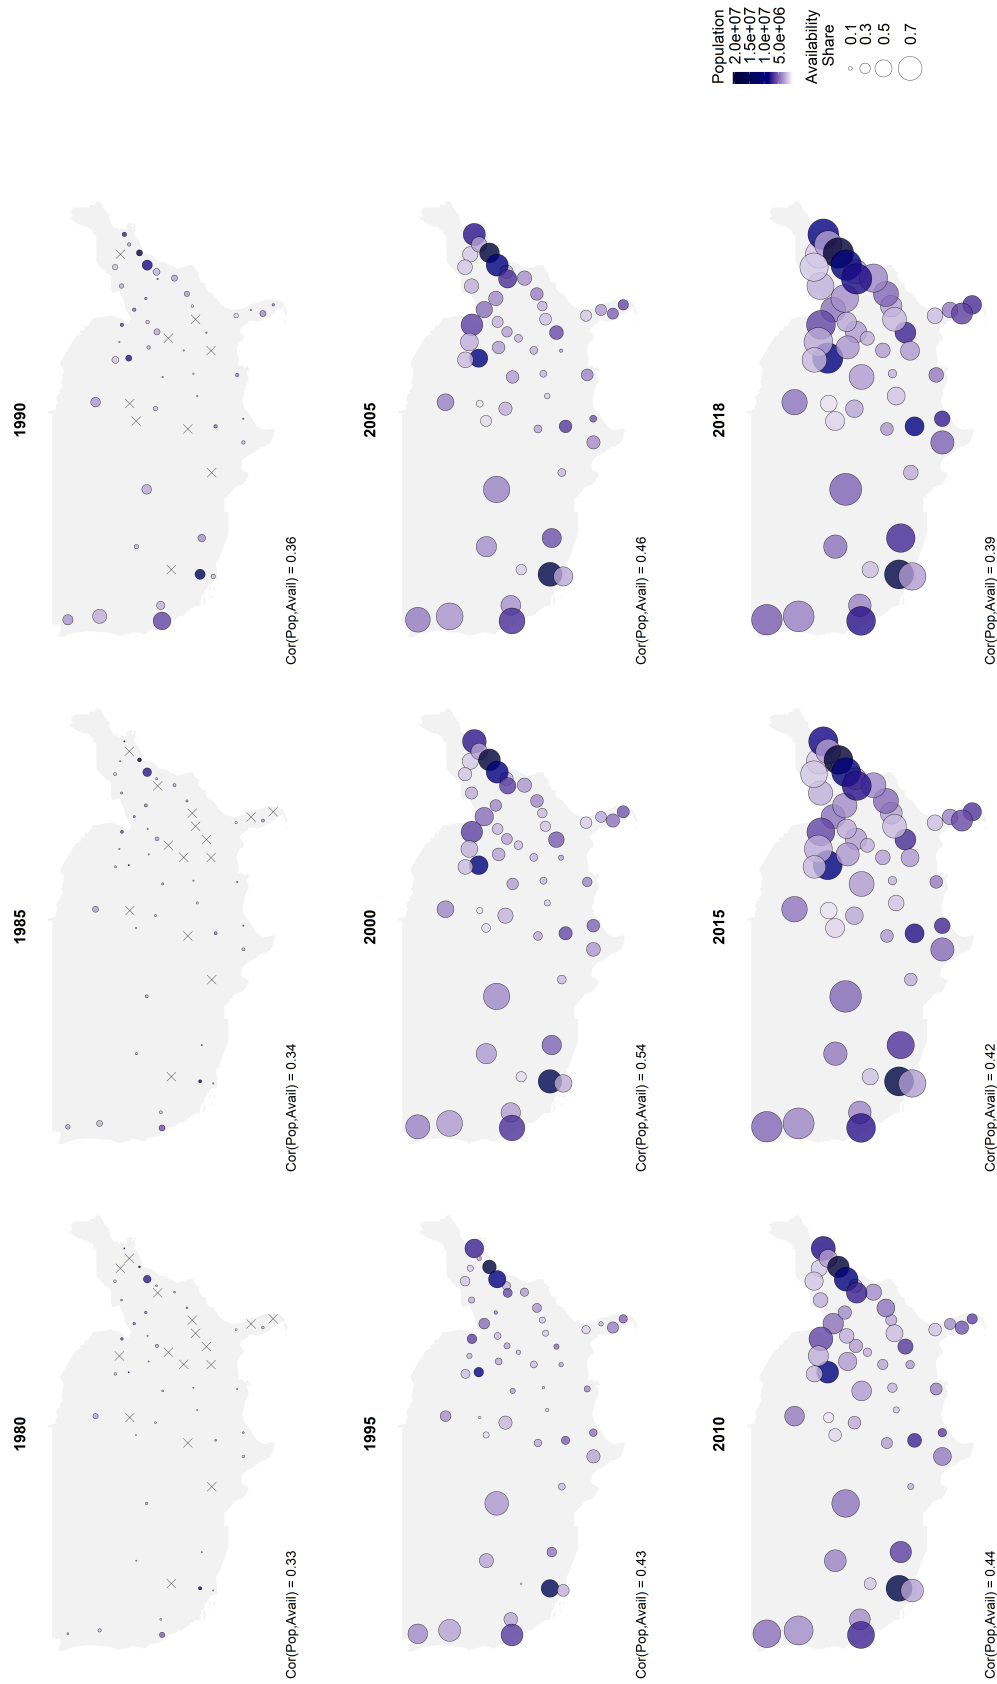 1980
1985
1990
Cor(Pop,Avail) = 0.33
Cor(Pop,Avail) = 0.34
Cor(Pop,Avail) = 0.36
1995
2000
2005
Cor(Pop,Avail) = 0.43
Cor(Pop,Avail) = 0.54
Cor(Pop,Avail) = 0.46
2010
2015
2018
Cor(Pop,Avail) = 0.44
Cor(Pop,Avail) = 0.42
Cor(Pop,Avail) = 0.39
Population
2.0e+07
1.5e+07
1.0e+07
5.0e+06
Availability
Share
0.1
0.3
0.5
0.7